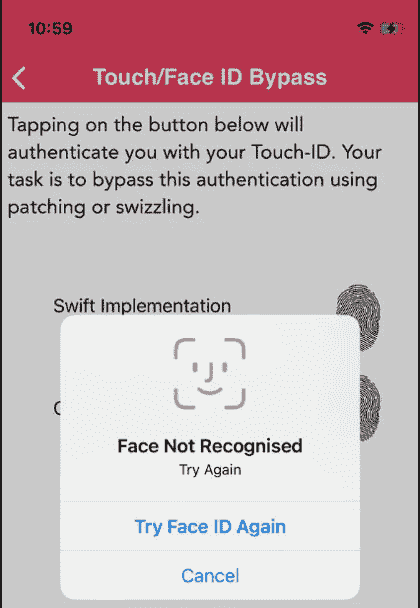 10:59
Touch/Face ID Bypass
Tapping on the button below will
authenticate you with your Touch-ID. Your
task is to bypass this authentication using
patching or swizzling.
Swift Implementation
Face Not Recognised
Try Again
Try Face ID Again
Cancel